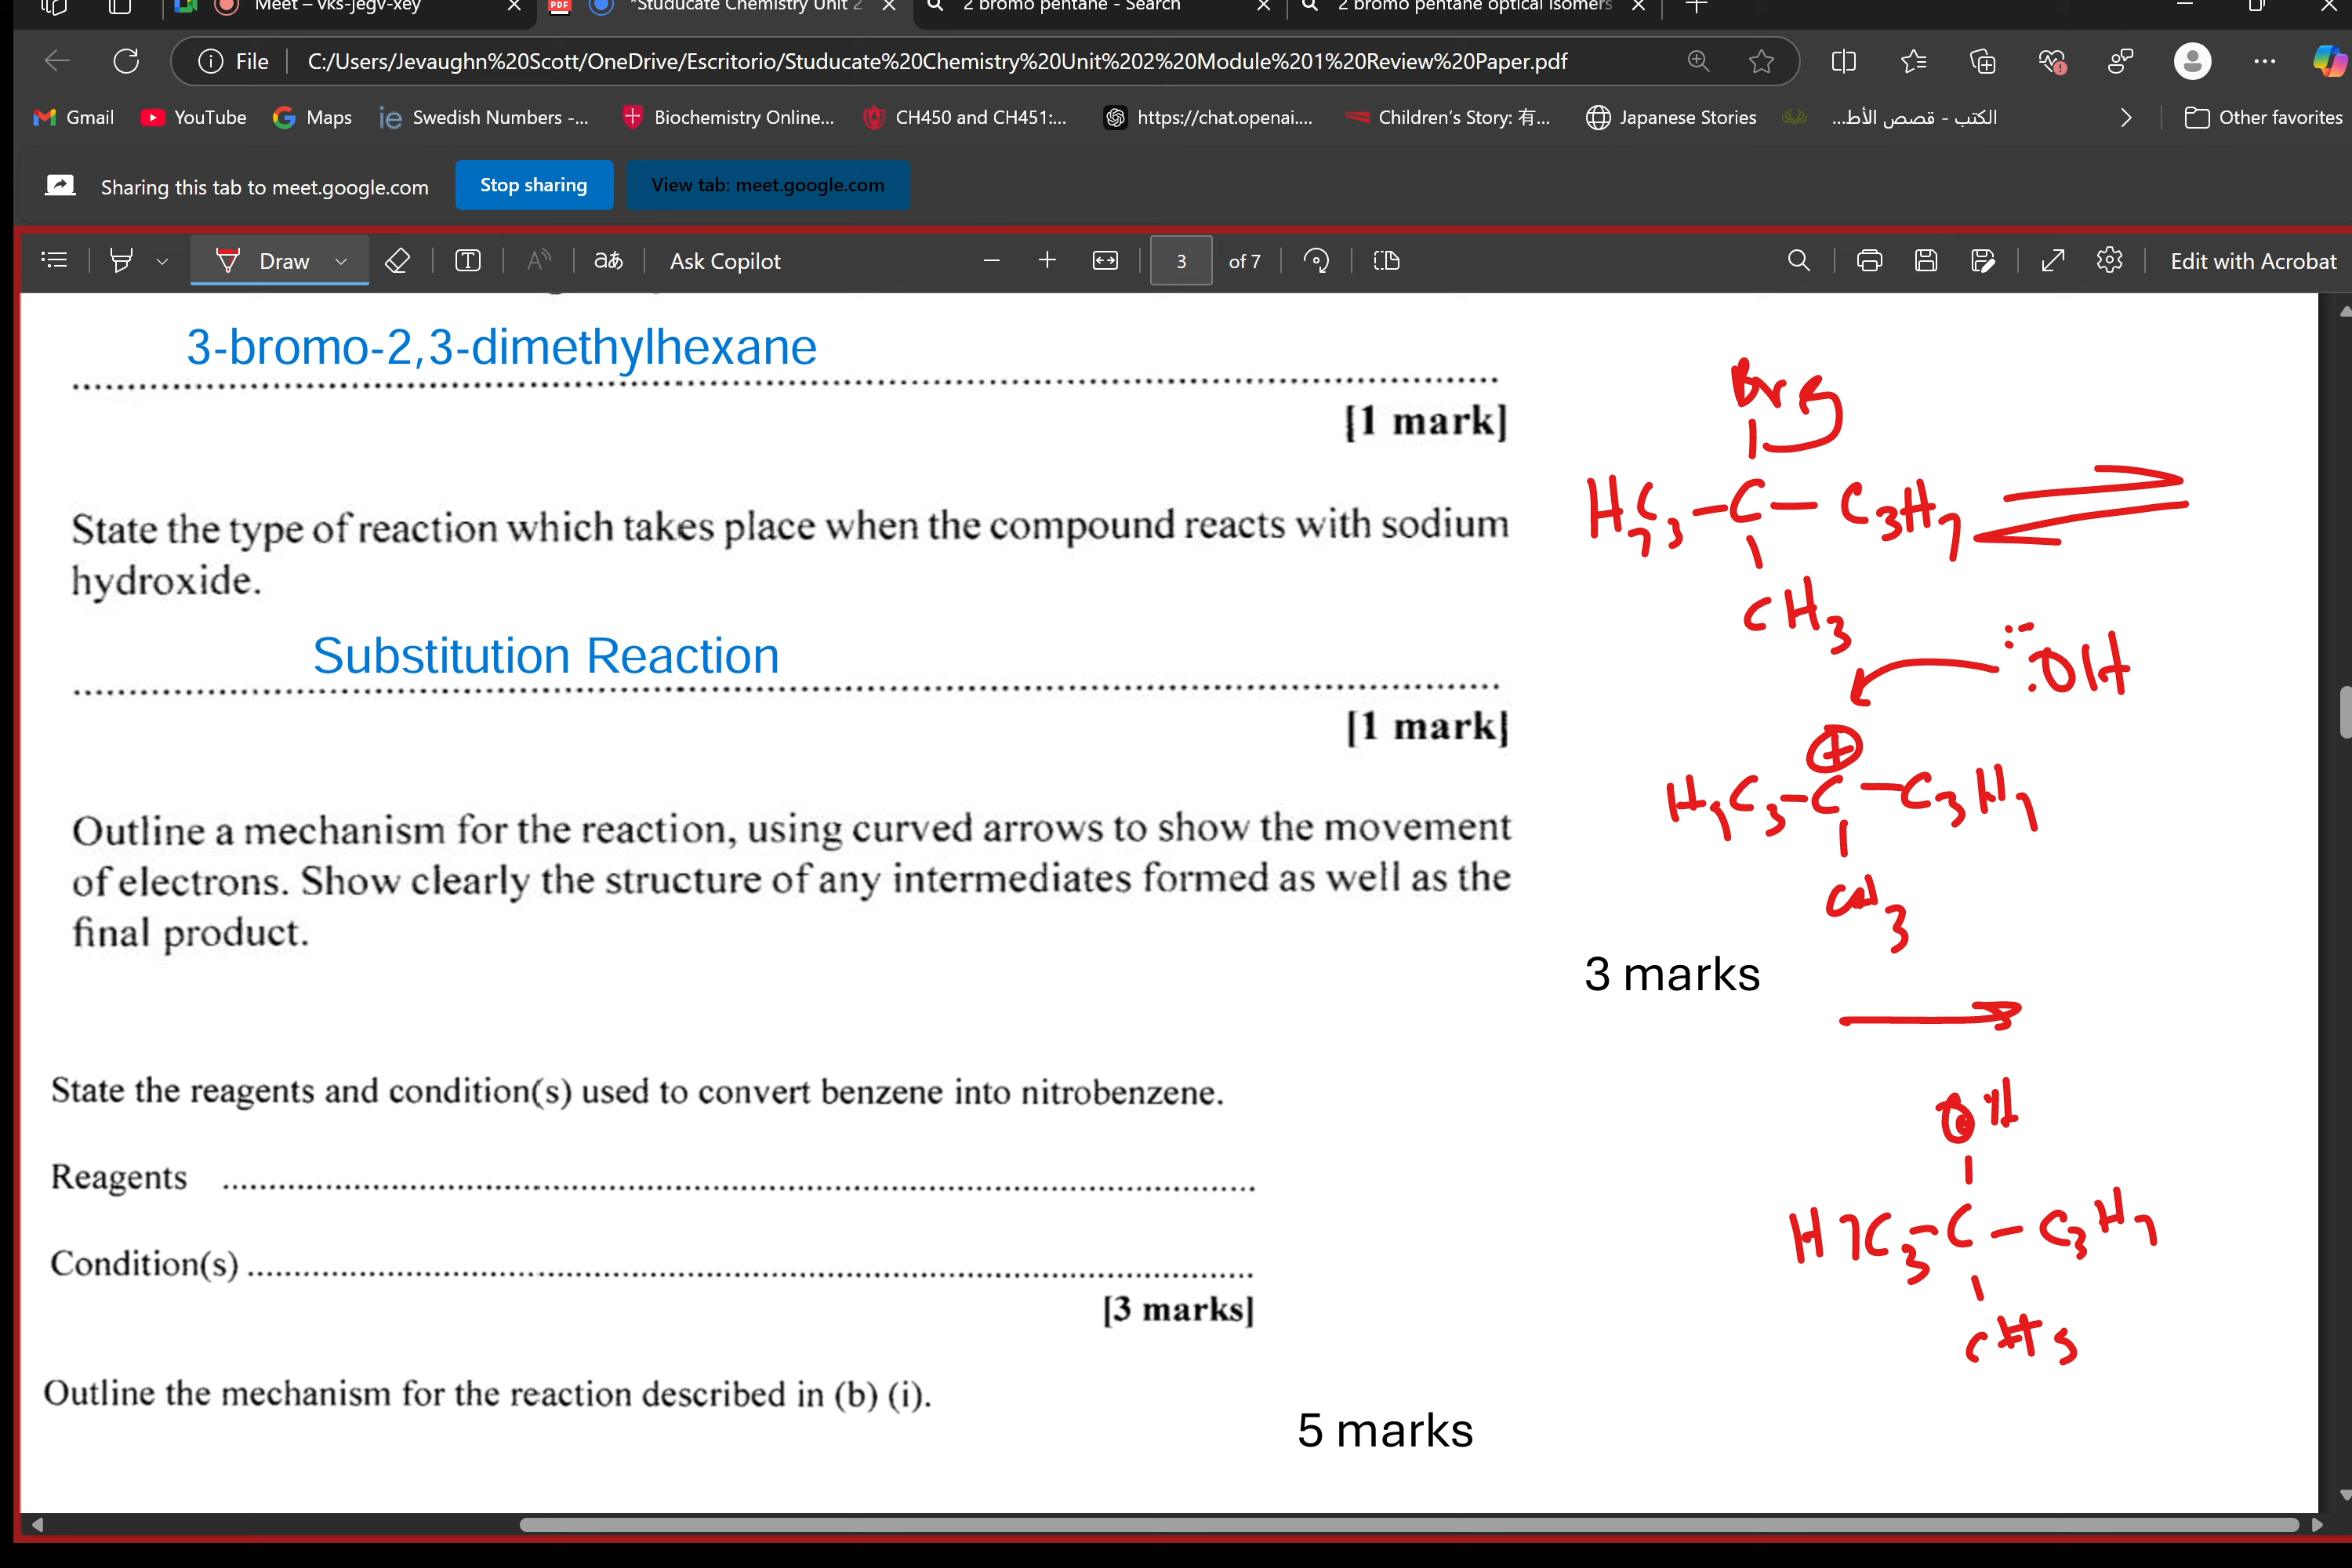 Meet – vks-jegv-xey
*Studucate Chemistry Unit 2
2 bromo pentane - Search
2 bromo pentane optical isomers
File
C:/Users/Jevaughn%20Scott/OneDrive/Escritorio/Studucate%20Chemistry%20Unit%202%20Module%201%20Review%20Paper.pdf
Gmail
YouTube
Maps
Swedish Numbers -...
Biochemistry Online...
CH450 and CH451:...
https://chat.openai....
Children's Story: 有...
Japanese Stories
الكتب - قصص الأط...
Other favorites
Sharing this tab to meet.google.com
Stop sharing
View tab: meet.google.com
Draw
aあ
Ask Copilot
3 of 7
Edit with Acrobat
3-bromo-2,3-dimethylhexane
[1 mark]
State the type of reaction which takes place when the compound reacts with sodium
hydroxide.
Substitution Reaction
[1 mark]
Outline a mechanism for the reaction, using curved arrows to show the movement
of electrons. Show clearly the structure of any intermediates formed as well as the
final product.
3 marks
State the reagents and condition(s) used to convert benzene into nitrobenzene.
Reagents
Condition(s)
[3 marks]
Outline the mechanism for the reaction described in (b) (i).
5 marks
Br
H7C3-C-C3H7
CH3
:OH
+
H7C3-C-C3H7
CH3
OH
H7C3-C-C3H7
CH3